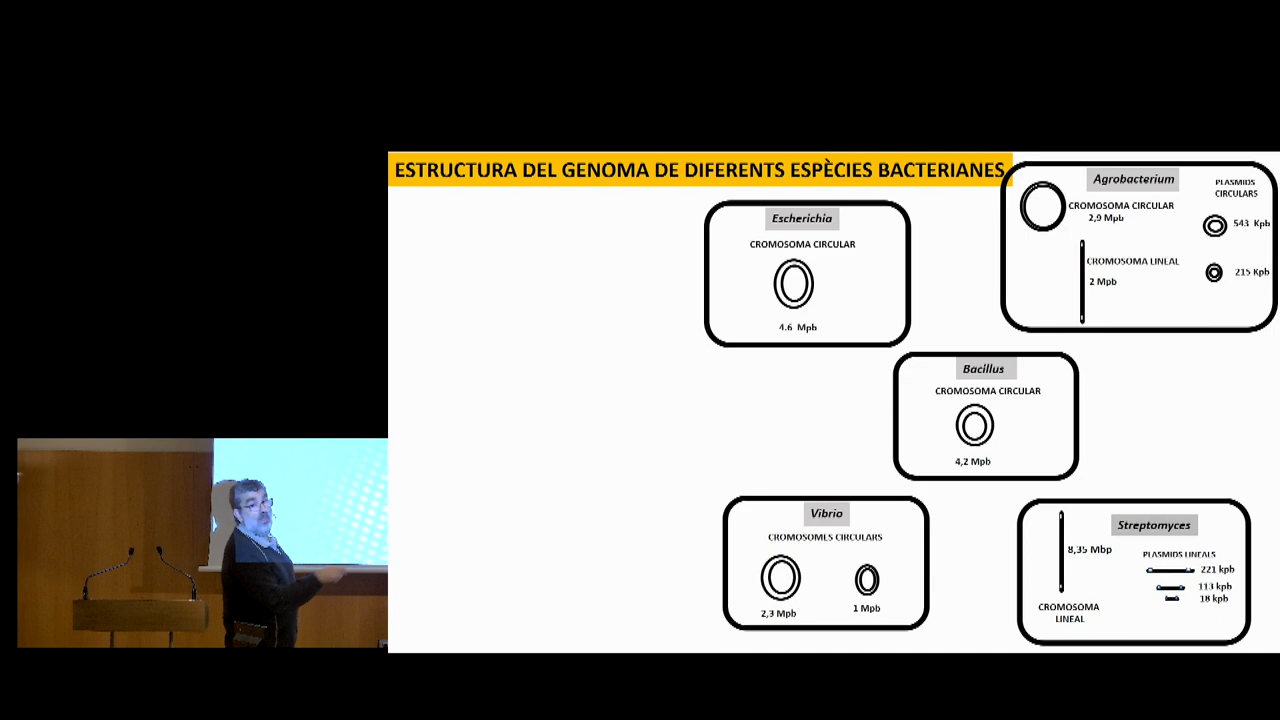 ESTRUCTURA DEL GENOMA DE DIFERENTS ESPÈCIES BACTERIANES
Escherichia
CROMOSOMA CIRCULAR
4.6 Mpb
Agrobacterium
CROMOSOMA CIRCULAR
2,9 Mpb
CROMOSOMA LINEAL
2 Mpb
PLASMIDS
CIRCULARS
543 Kpb
215 Kpb
Bacillus
CROMOSOMA CIRCULAR
4,2 Mpb
Vibrio
CROMOSOMES CIRCULARS
2,3 Mpb
1 Mpb
Streptomyces
8,35 Mbp
CROMOSOMA
LINEAL
PLASMIDS LINEALS
221 kpb
113 kpb
18 kpb